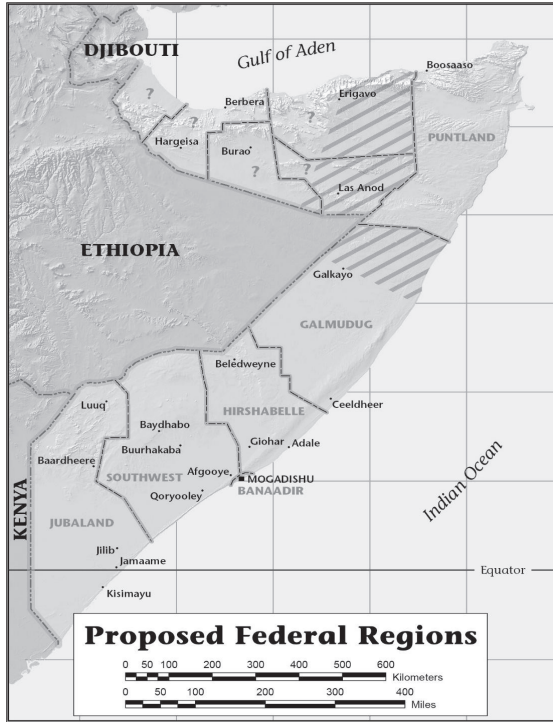 DJIBOUTI
Gulf of Aden
Boosaaso
?
?
?
?
?
Berbera
Erigavo
PUNTLAND
Hargeisa
Burao
?
Las Anod
ETHIOPIA
Galkayo
GALMUDUG
Beledweyne
Luuq
HIRSHABELLE
Ceeldheer
Baydhabo
Buurhakaba
Giohar
Adale
Baardheere
SOUTHWEST
Afgooye
MOGADISHU
BANAADIR
Qoryooley
Indian Ocean
KENYA
JUBALAND
Jilib
Jamaame
Equator
Kisimayu
Proposed Federal Regions
0 50 100 200 300 400 500 600
Kilometers
0 50 100 200 300 400
Miles